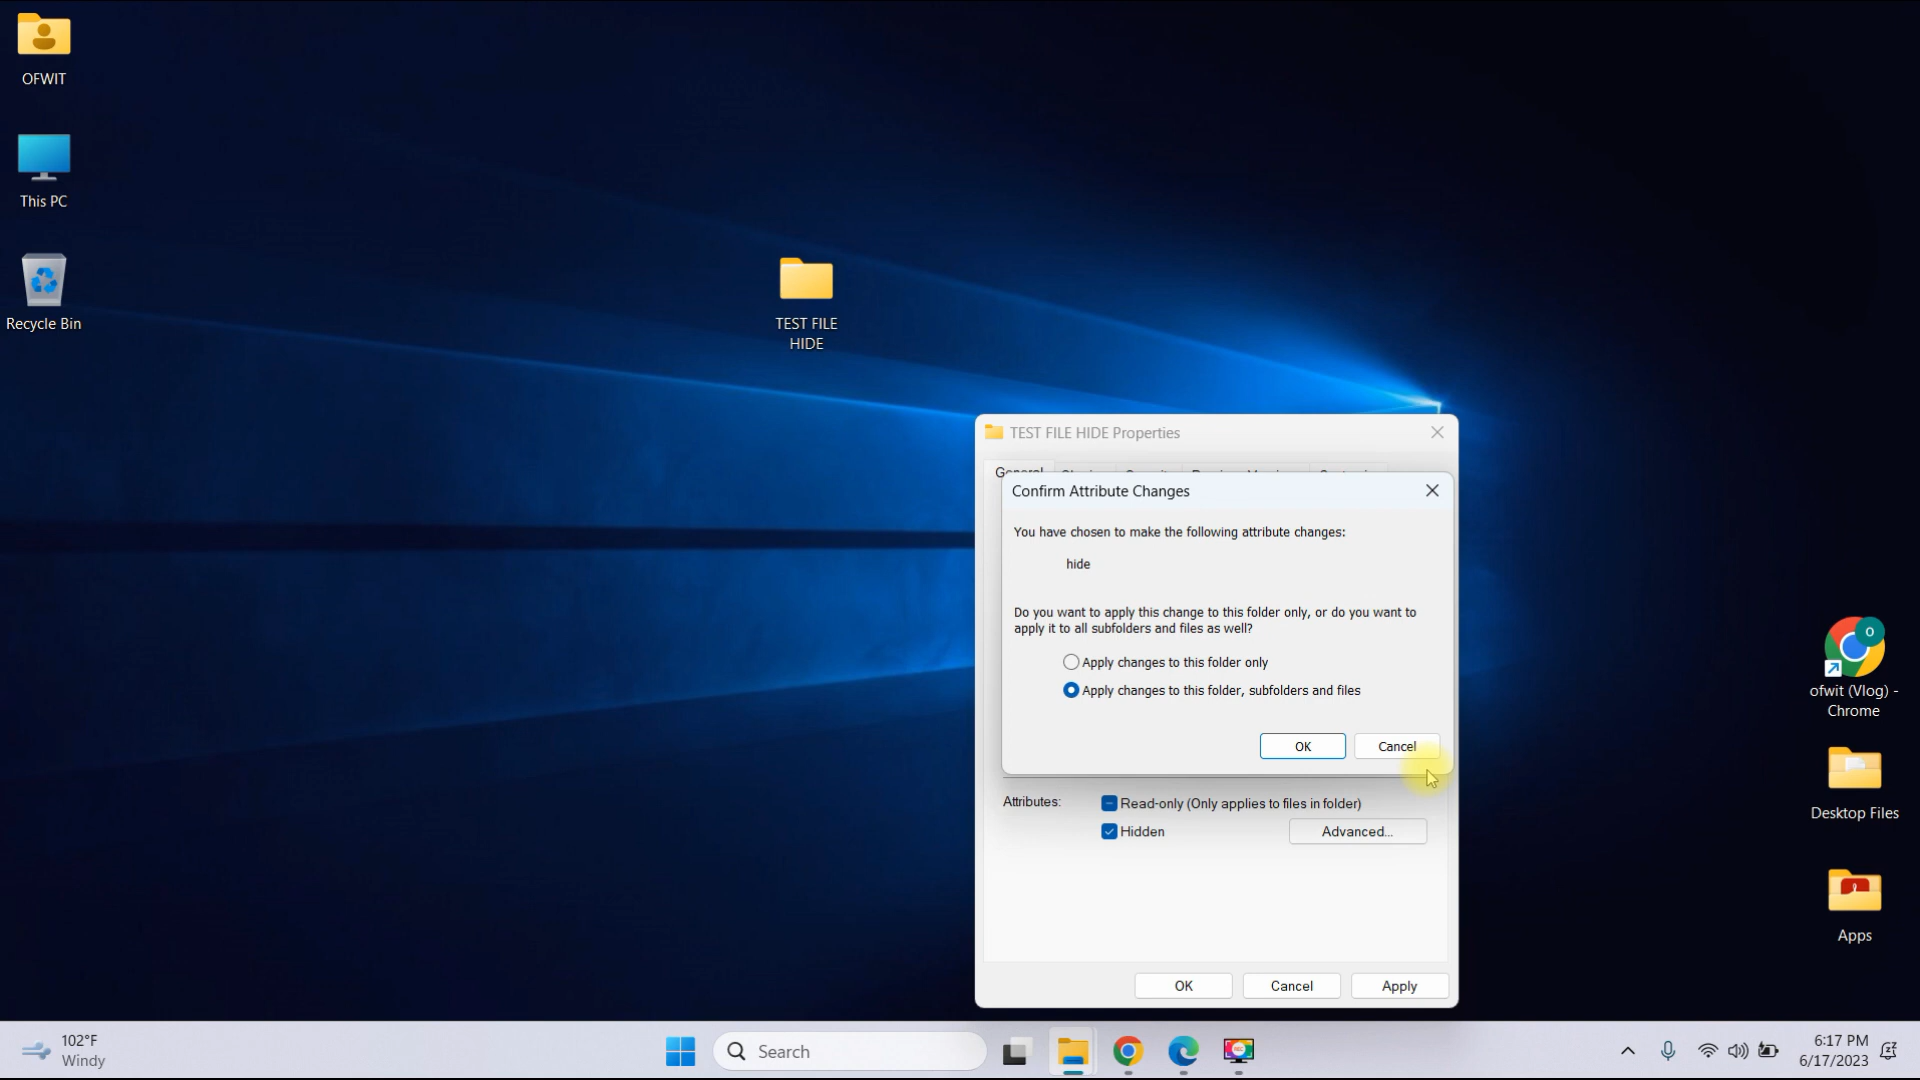 OFWIT
This PC
Recycle Bin
TEST FILE
HIDE
TEST FILE HIDE Properties
General
Confirm Attribute Changes
You have chosen to make the following attribute changes:
hide
Do you want to apply this change to this folder only, or do you want to
apply it to all subfolders and files as well?
Apply changes to this folder only
Apply changes to this folder, subfolders and files
OK Cancel
Attributes: Read-only (Only applies to files in folder)
Hidden Advanced...
OK Cancel Apply
O
ofwit (Vlog) -
Chrome
Desktop Files
Apps
102°F
Windy
Search
6:17 PM
6/17/2023